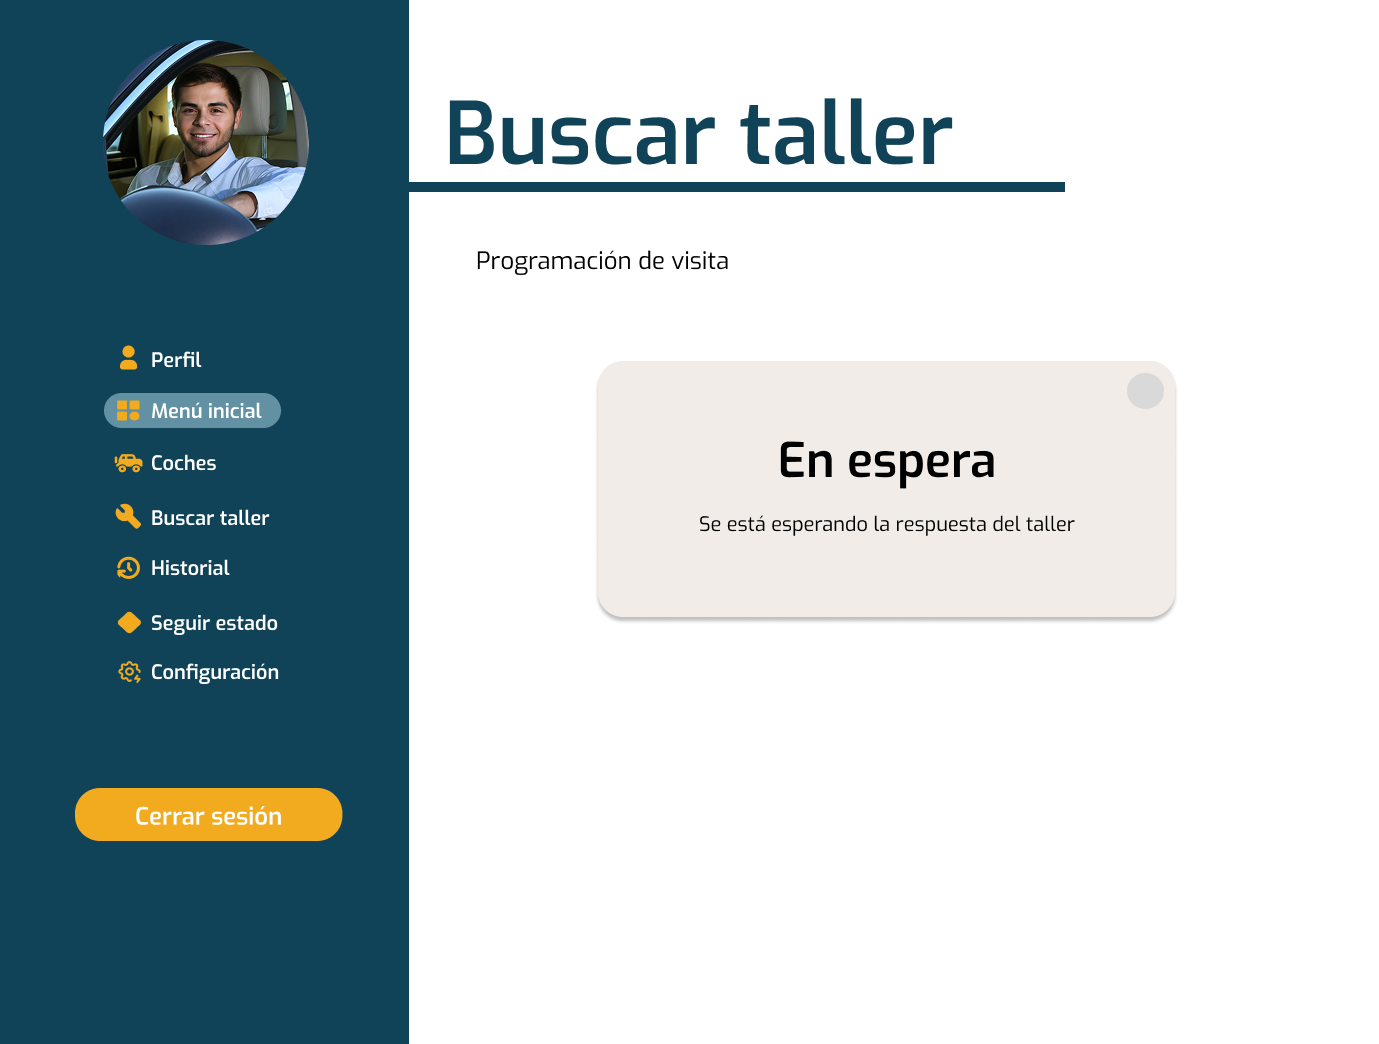 Buscar taller
Programación de visita
Perfil
Menú inicial
Coches
Buscar taller
Historial
Seguir estado
Configuración
Cerrar sesión
En espera
Se está esperando la respuesta del taller